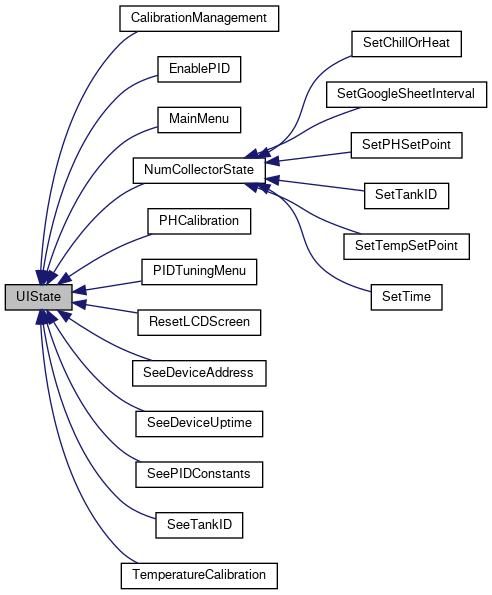 CalibrationManagement
SetChillOrHeat
EnablePID
SetGoogleSheetInterval
MainMenu
SetPHSetPoint
NumCollectorState
SetTankID
PHCalibration
SetTempSetPoint
PIDTuningMenu
UIState
SetTime
ResetLCDScreen
SeeDeviceAddress
SeeDeviceUptime
SeePIDConstants
SeeTankID
TemperatureCalibration